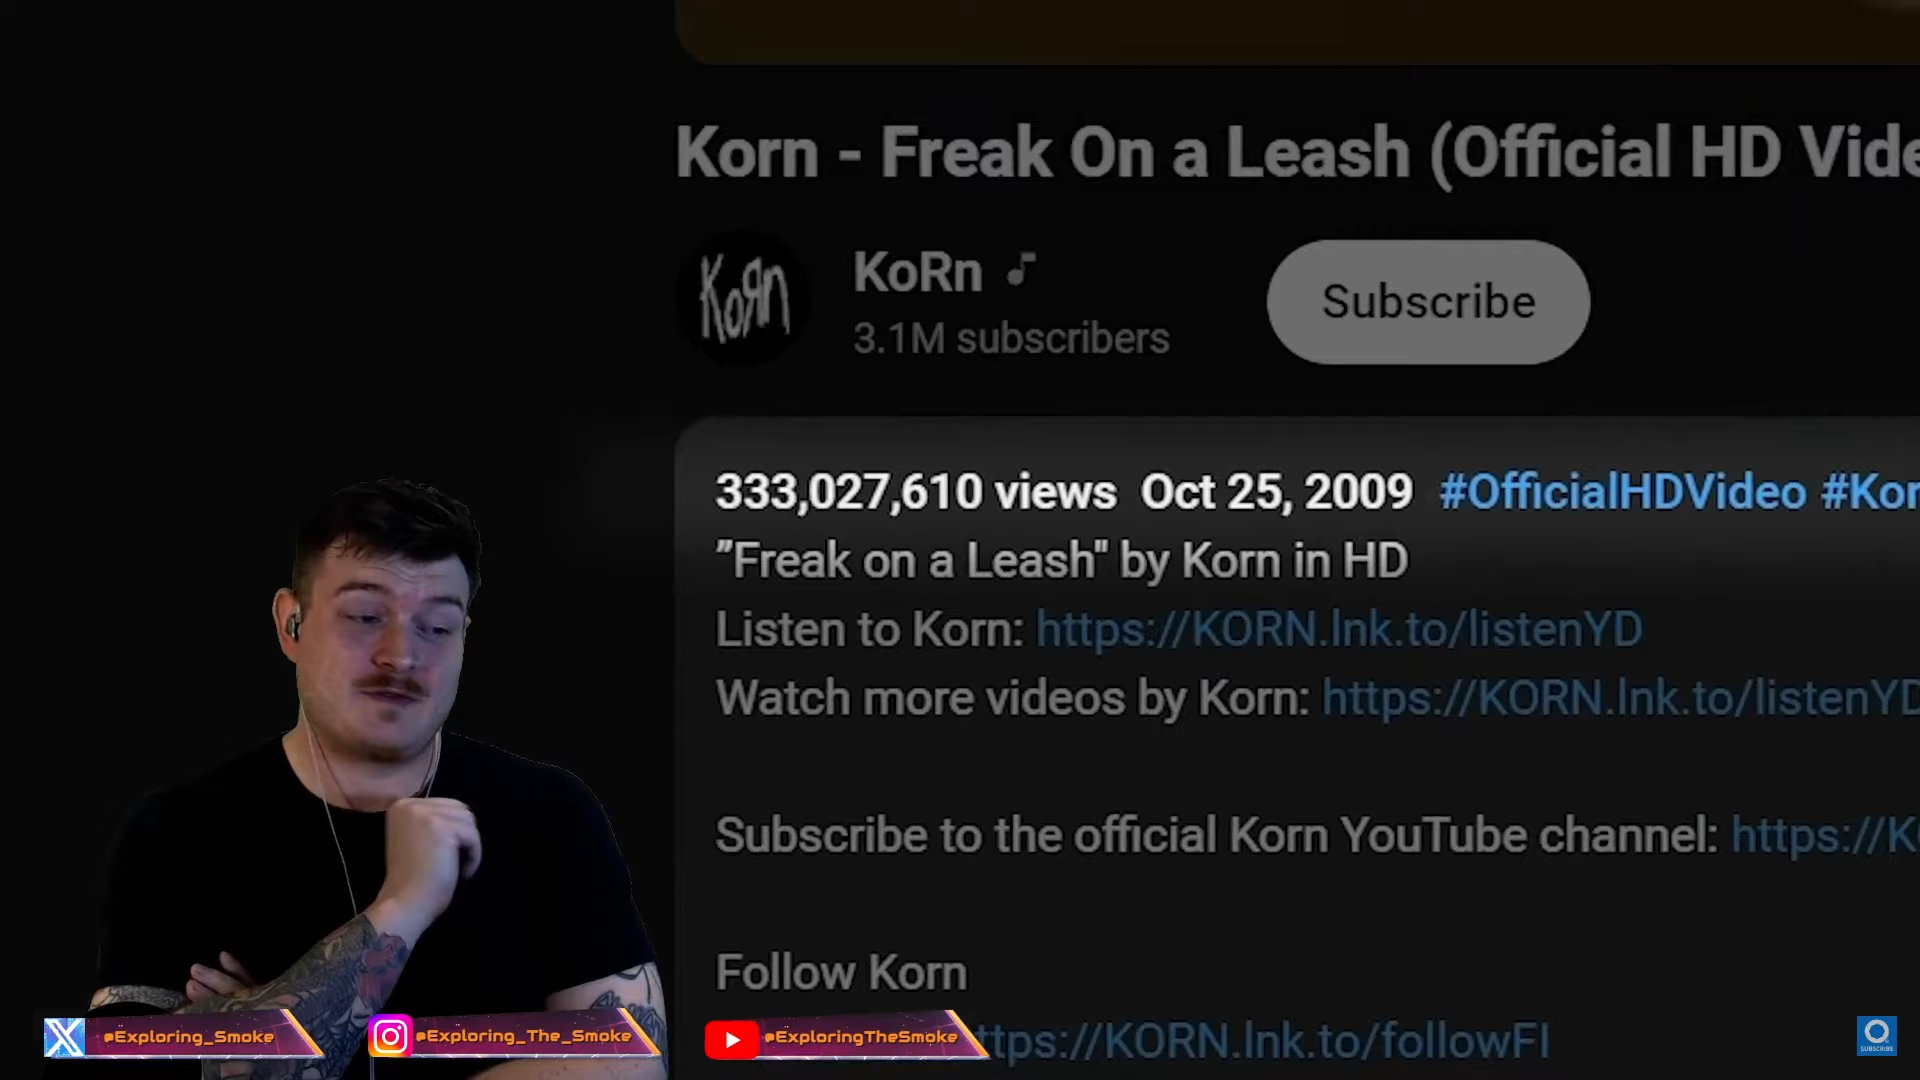 Korn - Freak On a Leash (Official HD Vide
Korn
KoRn
3.1M subscribers
Subscribe
333,027,610 views Oct 25, 2009 #OfficialHDVideo #Kor
"Freak on a Leash" by Korn in HD
Listen to Korn: https://KORN.lnk.to/listenYD
Watch more videos by Korn: https://KORN.lnk.to/listenYD
Subscribe to the official Korn YouTube channel: https://K
Follow Korn
ttps://KORN.lnk.to/followFI
@Exploring_Smoke
@Exploring_The_Smoke
@ExploringTheSmoke
SUBSCRIBE